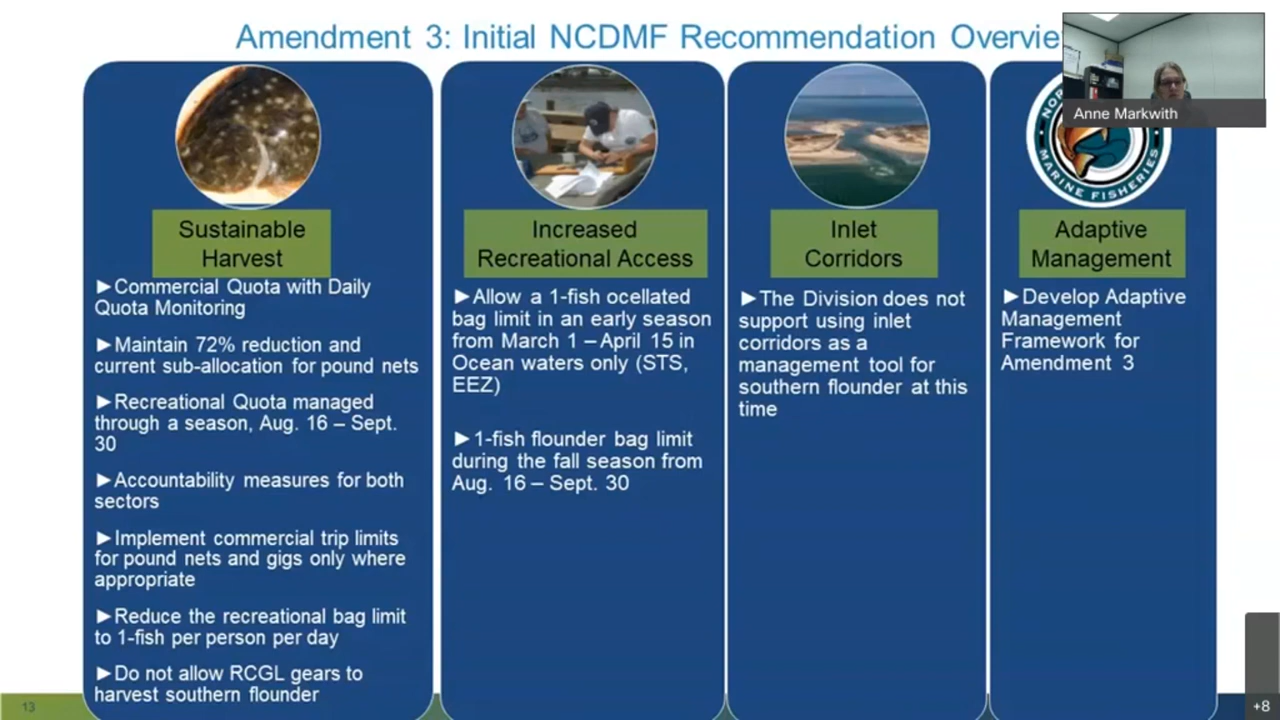 Amendment 3: Initial NCDMF Recommendation Overvie
Anne Markwith
MARINE FISHERIES
Sustainable
Harvest
►Commercial Quota with Daily
Quota Monitoring
►Maintain 72% reduction and
current sub-allocation for pound nets
►Recreational Quota managed
through a season, Aug. 16 – Sept.
30
►Accountability measures for both
sectors
►Implement commercial trip limits
for pound nets and gigs only where
appropriate
►Reduce the recreational bag limit
to 1-fish per person per day
►Do not allow RCGL gears to
harvest southern flounder
Increased
Recreational Access
►Allow a 1-fish ocellated
bag limit in an early season
from March 1 – April 15 in
Ocean waters only (STS,
EEZ)
►1-fish flounder bag limit
during the fall season from
Aug. 16 – Sept. 30
Inlet
Corridors
►The Division does not
support using inlet
corridors as a
management tool for
southern flounder at this
time
Adaptive
Management
►Develop Adaptive
Management
Framework for
Amendment 3
13
+8